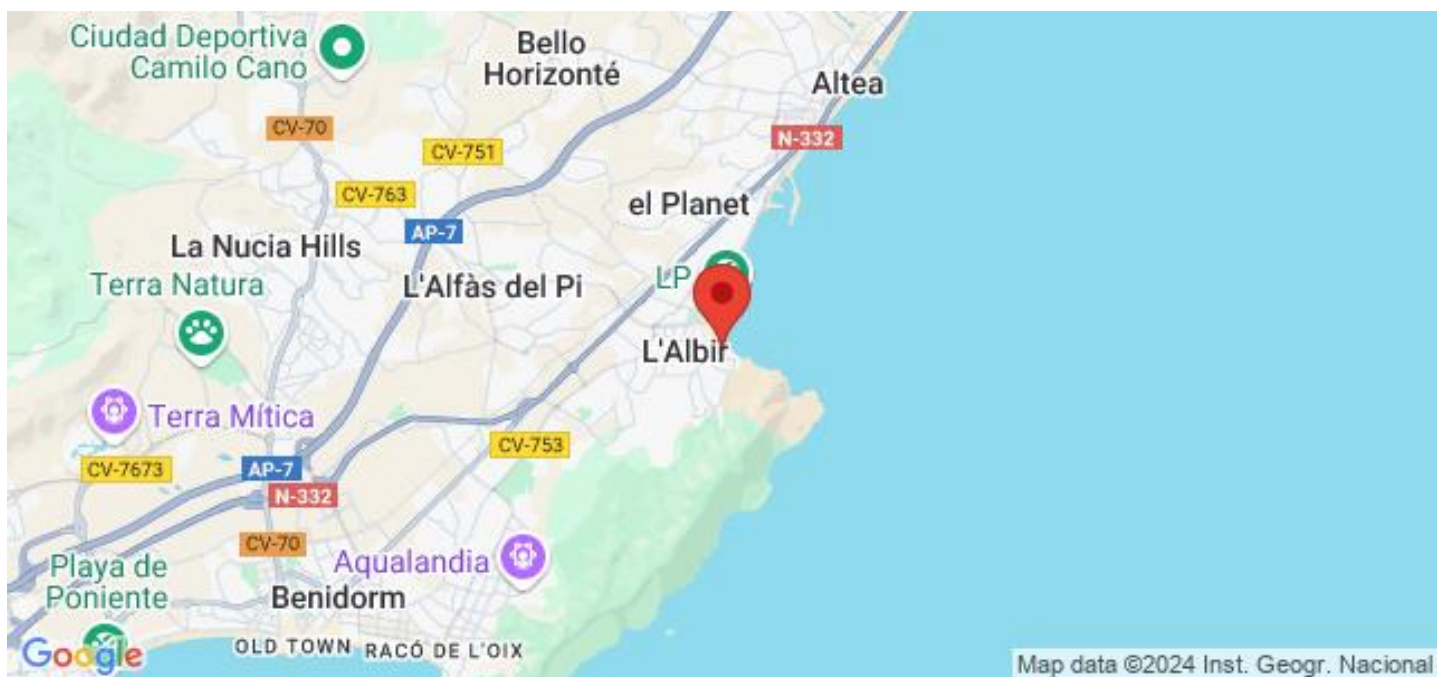 Ciudad Deportiva
Camilo Cano
Bello
Horizonté
Altea
CV-70
N-332
CV-751
CV-763
el Planet
AP-7
La Nucia Hills
LP
Terra Natura
L'Alfàs del Pi
L'Albir
Terra Mítica
CV-753
CV-7673
AP-7
N-332
CV-70
Aqualandia
Playa de
Poniente
Benidorm
OLD TOWN
RACÓ DE L'OIX
Google
Map data ©2024 Inst. Geogr. Nacional